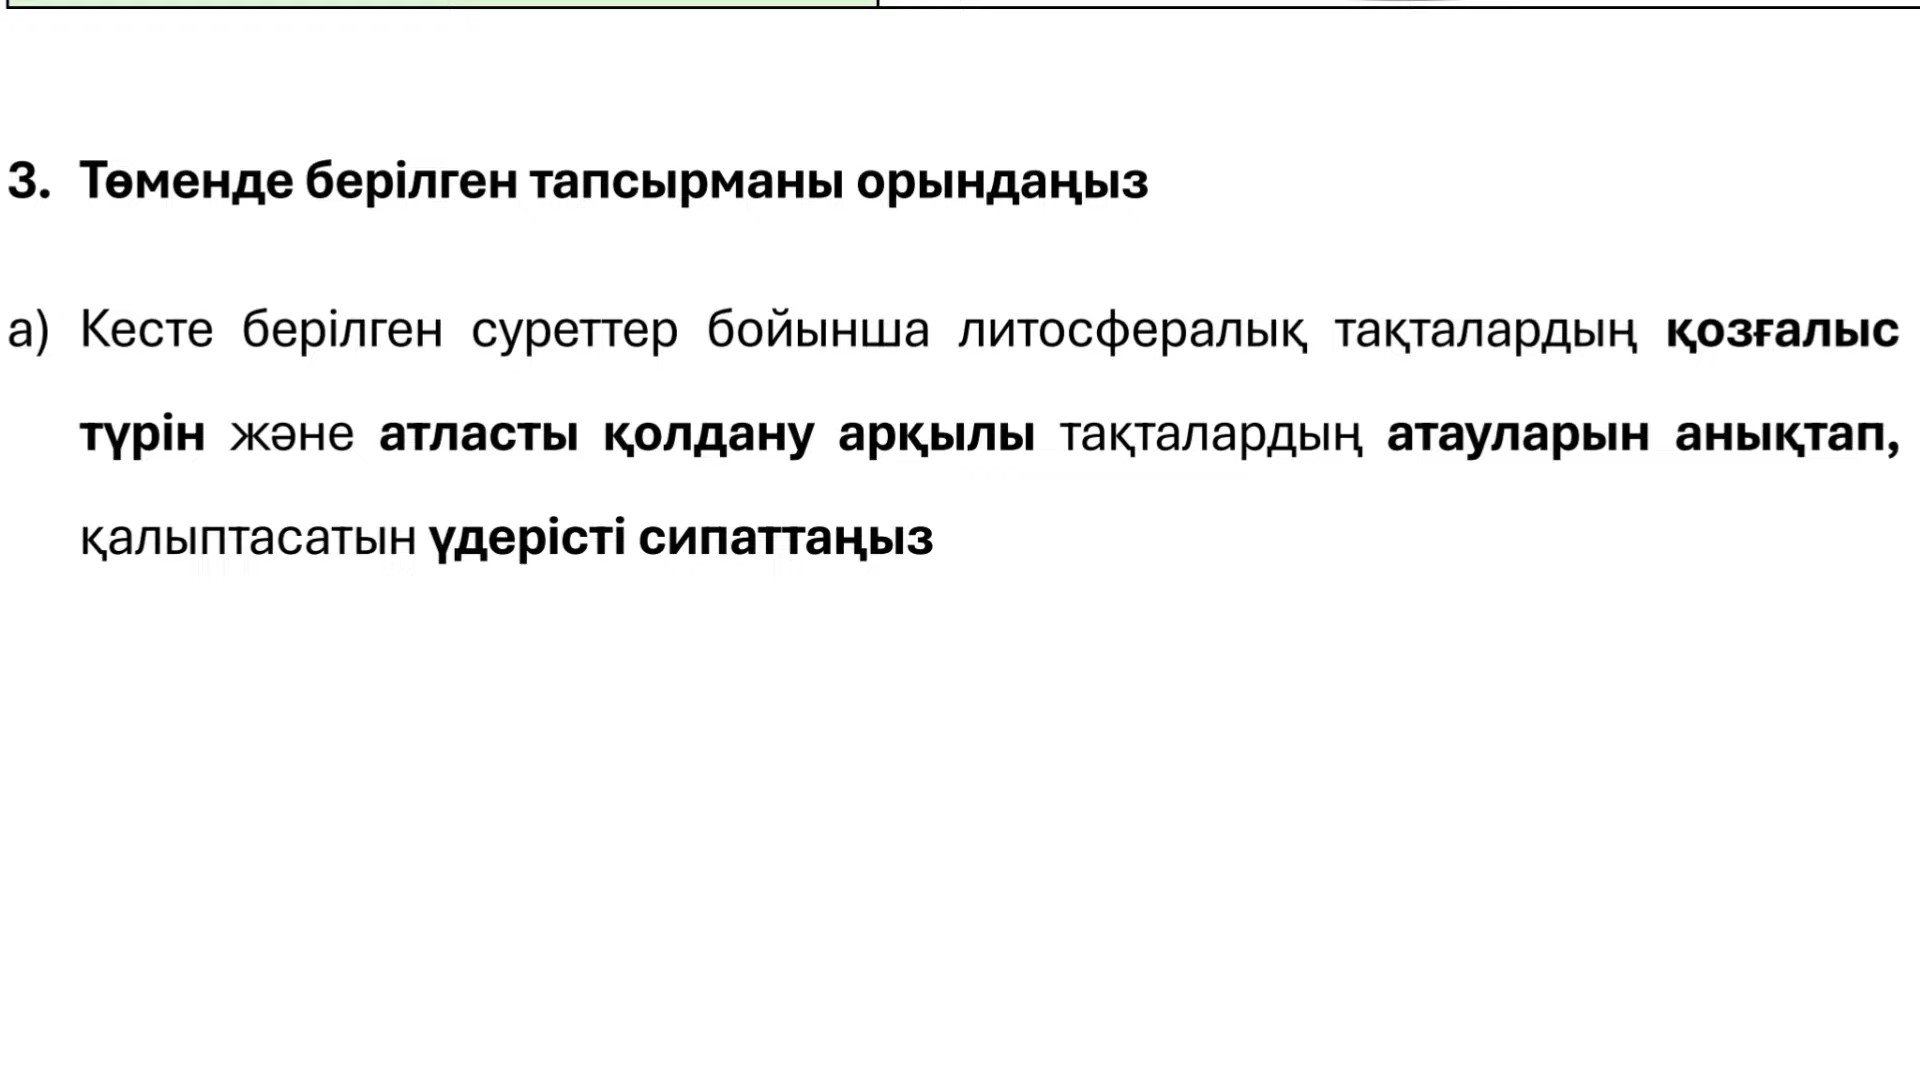 3. Төменде берілген тапсырманы орындаңыз
а) Кесте берілген суреттер бойынша литосфералық тақталардың қозғалыс
түрін және атласты қолдану арқылы тақталардың атауларын анықтап,
қалыптасатын үдерісті сипаттаңыз